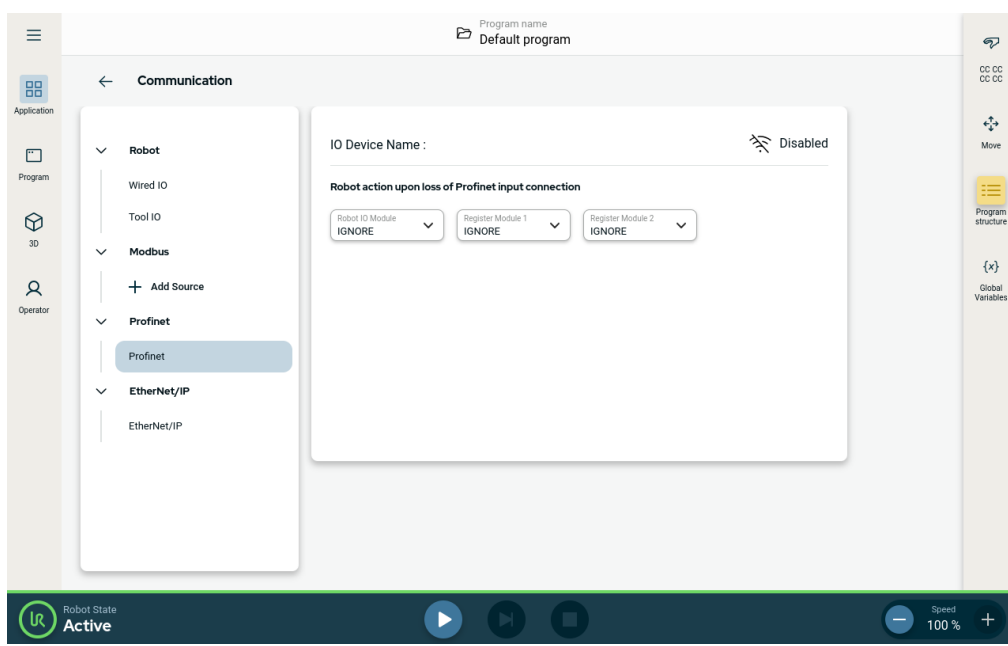 Program name
Default program
Application
Program
3D
Operator
Communication
Robot
Wired IO
Tool IO
Modbus
Add Source
Profinet
Profinet
EtherNet/IP
EtherNet/IP
IO Device Name :
Disabled
Robot action upon loss of Profinet input connection
Robot IO Module
IGNORE
Register Module 1
IGNORE
Register Module 2
IGNORE
CC CC
CC CC
Move
Program
structure
{x}
Global
Variables
UR
Robot State
Active
Speed
100 %